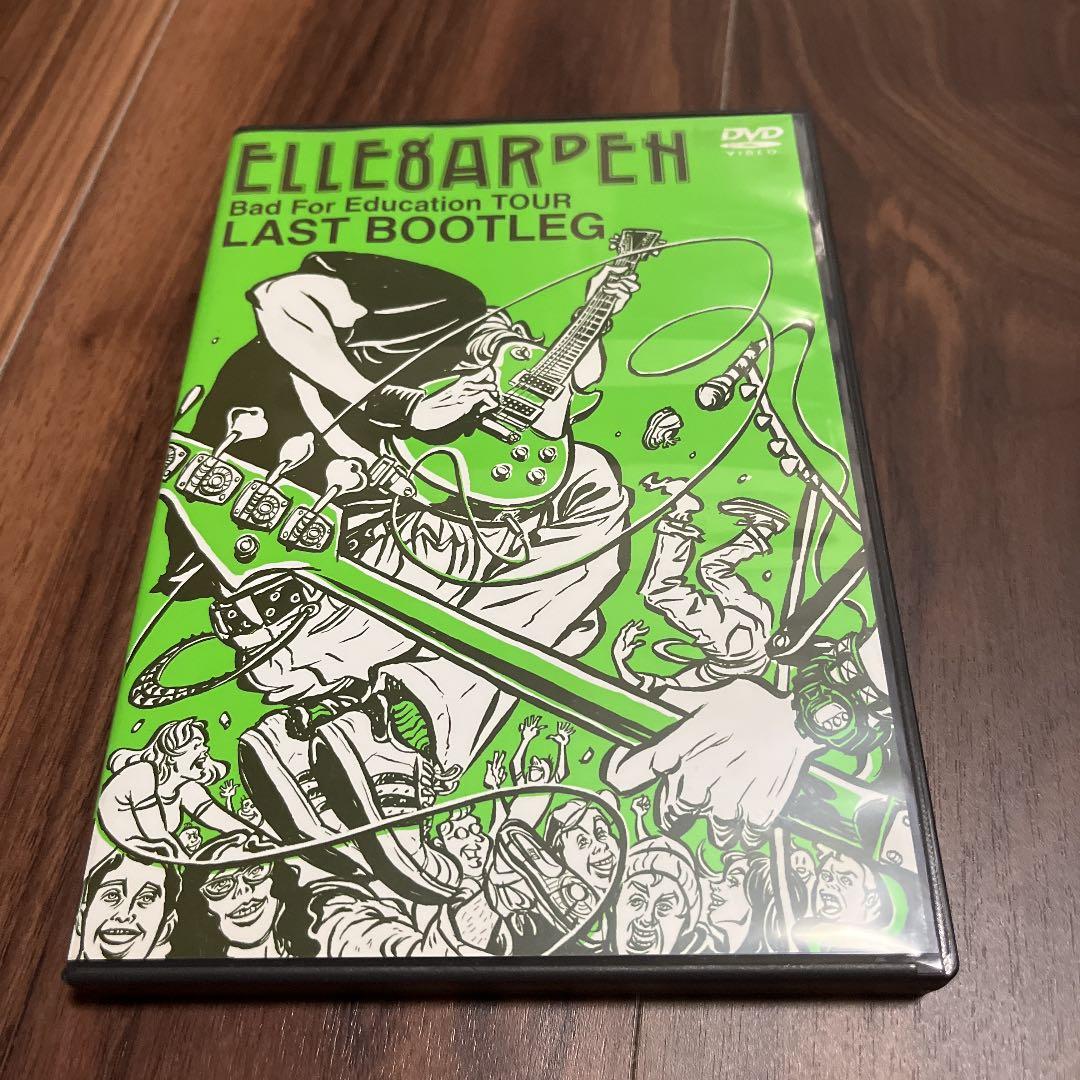 ELLEGARDEN
DVD
VIDEO
Bad For Education TOUR
LAST BOOTLEG